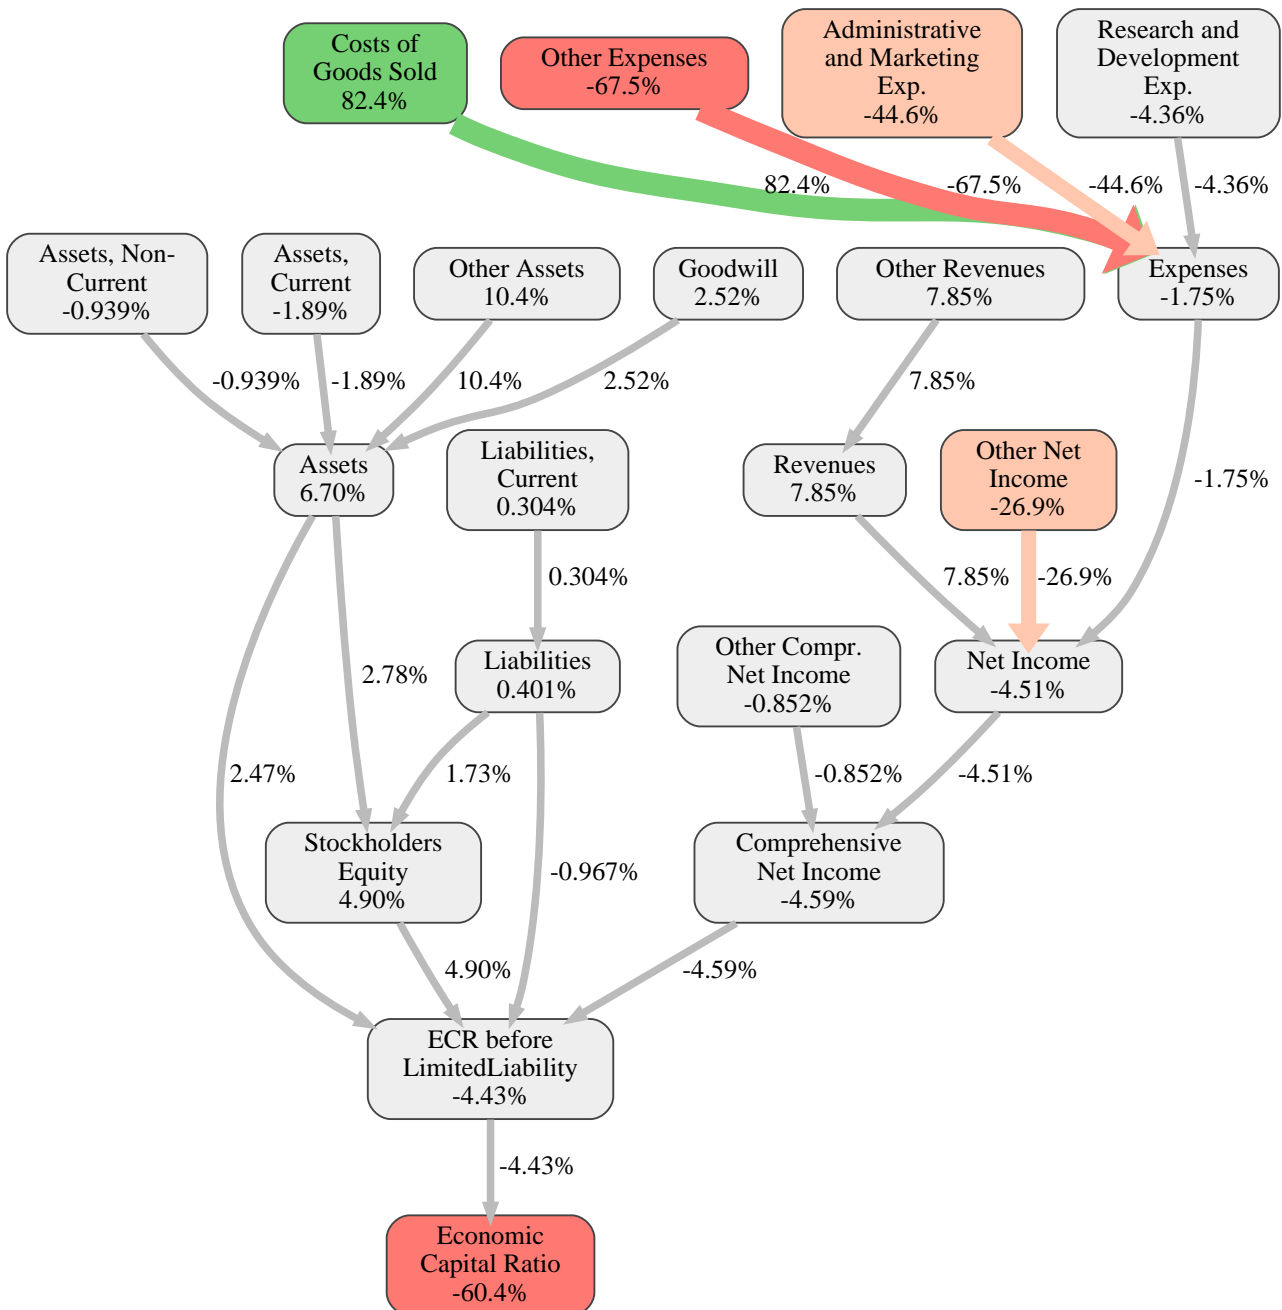 Costs of
Goods Sold
82.4%
Other Expenses
-67.5%
Administrative
and Marketing
Exp.
-44.6%
Research and
Development
Exp.
-4.36%
82.4%
-67.5%
-44.6%
-4.36%
Assets, Non-
Current
-0.939%
Assets,
Current
-1.89%
Other Assets
10.4%
Goodwill
2.52%
Other Revenues
7.85%
Expenses
-1.75%
-0.939%
-1.89%
10.4%
2.52%
7.85%
-1.75%
Assets
6.70%
Liabilities,
Current
0.304%
Revenues
7.85%
Other Net
Income
-26.9%
0.304%
7.85%
-26.9%
2.78%
Liabilities
0.401%
Other Compr.
Net Income
-0.852%
Net Income
-4.51%
2.47%
1.73%
-0.852%
-4.51%
Stockholders
Equity
4.90%
-0.967%
Comprehensive
Net Income
-4.59%
4.90%
-4.59%
ECR before
LimitedLiability
-4.43%
-4.43%
Economic
Capital Ratio
-60.4%